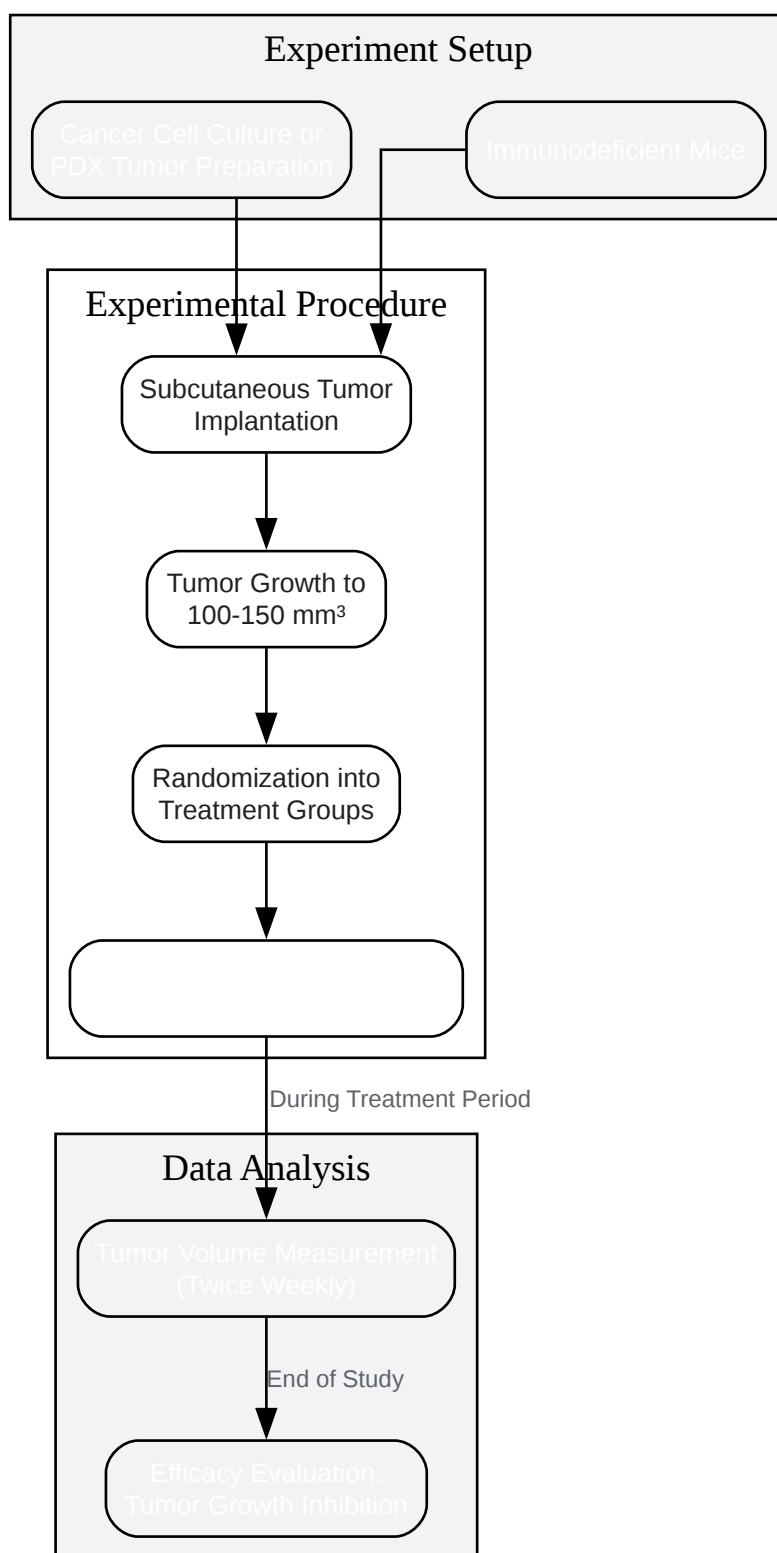 Experiment Setup
Cancer Cell Culture or
PDX Tumor Preparation
Immunodeficient Mice
Experimental Procedure
Subcutaneous Tumor
Implantation
Tumor Growth to
100-150 mm³
Randomization into
Treatment Groups
During Treatment Period
Data Analysis
Tumor Volume Measurement
(Twice Weekly)
End of Study
Efficacy Evaluation:
Tumor Growth Inhibition